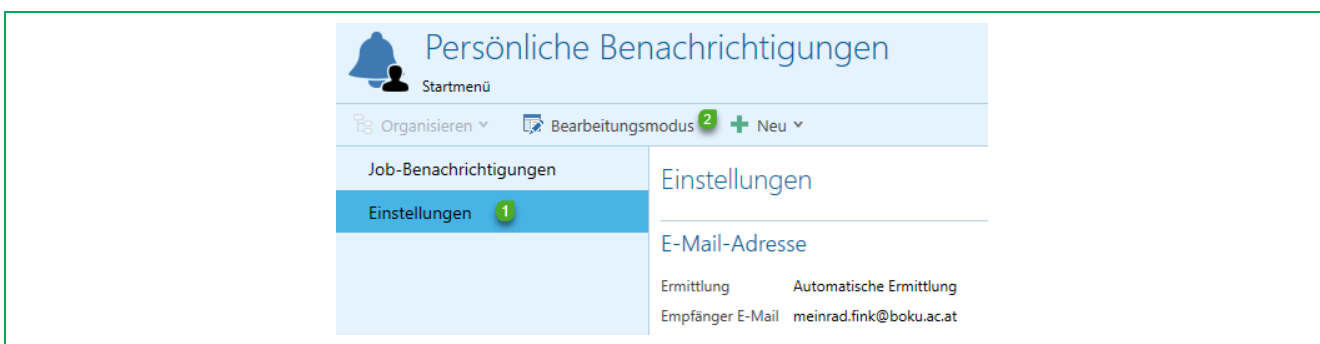 Persönliche Benachrichtigungen
Startmenü
Organisieren Bearbeitungsmodus 2 Neu
Job-Benachrichtigungen
Einstellungen 1
Einstellungen
E-Mail-Adresse
Ermittlung Automatische Ermittlung
Empfänger E-Mail meinrad.fink@boku.ac.at